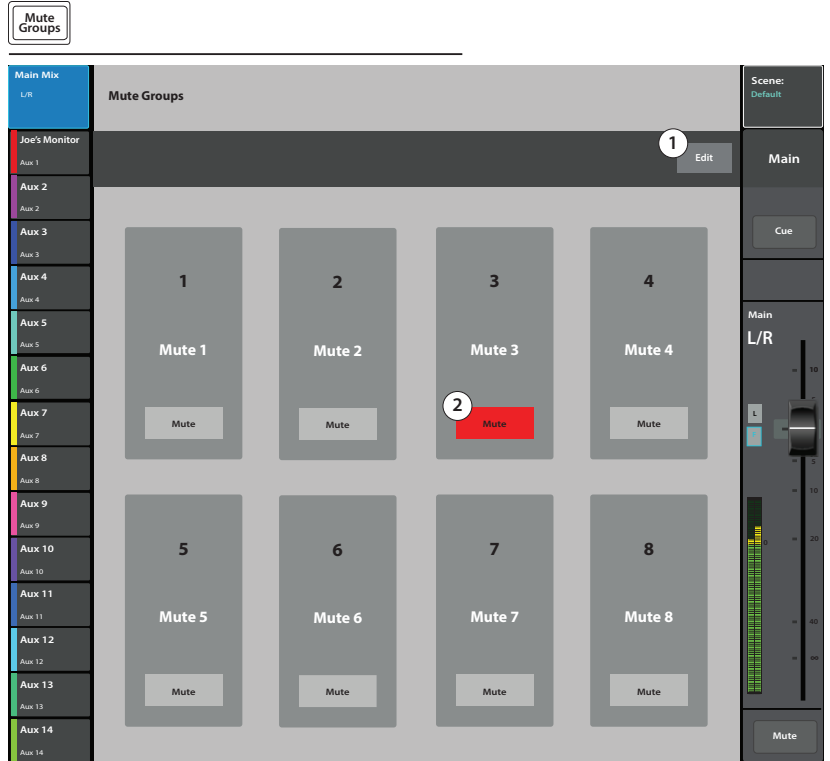 Mute
Groups
Main Mix
L/R
Mute Groups
Scene:
Default
Joe's Monitor
Aux 1
1
Edit
Main
Aux 2
Aux 2
Aux 3
Aux 3
Cue
Aux 4
Aux 4
Aux 5
Aux 5
Aux 6
Aux 6
Aux 7
Aux 7
Aux 8
Aux 8
Aux 9
Aux 9
Aux 10
Aux 10
Aux 11
Aux 11
Aux 12
Aux 12
Aux 13
Aux 13
Aux 14
Aux 14
1
Mute 1
Mute
2
Mute 2
Mute
3
Mute 3
2
Mute
4
Mute 4
Mute
5
Mute 5
Mute
6
Mute 6
Mute
7
Mute 7
Mute
8
Mute 8
Mute
Main
L/R
10
L
5
10
0
20
40
∞
Mute